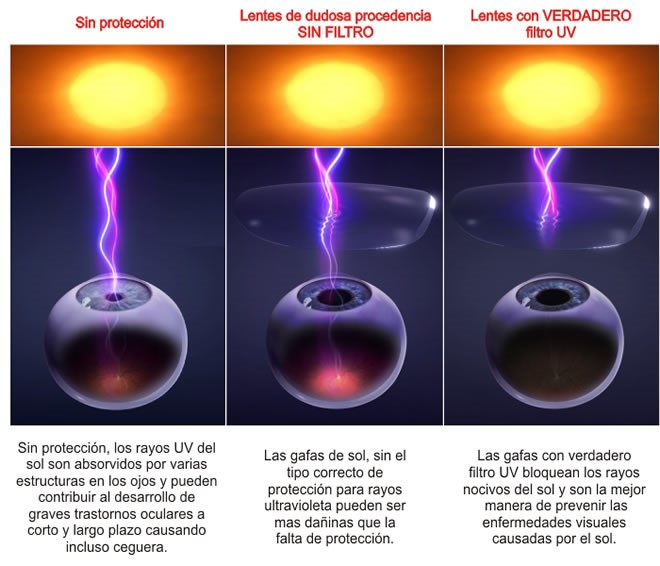 Sin protección
Lentes de dudosa procedencia
SIN FILTRO
Lentes con VERDADERO
filtro UV
Sin protección, los rayos UV del
sol son absorvidos por varias
estructuras en los ojos y pueden
contribuir al desarrollo de
graves trastornos oculares a
corto y largo plazo causando
incluso ceguera.
Las gafas de sol, sin el
tipo correcto de
protección para rayos
ultravioleta pueden ser
mas dañinas que la
falta de protección.
Las gafas con verdadero
filtro UV bloquean los rayos
nocivos del sol y son la mejor
manera de prevenir las
enfermedades visuales
causadas por el sol.